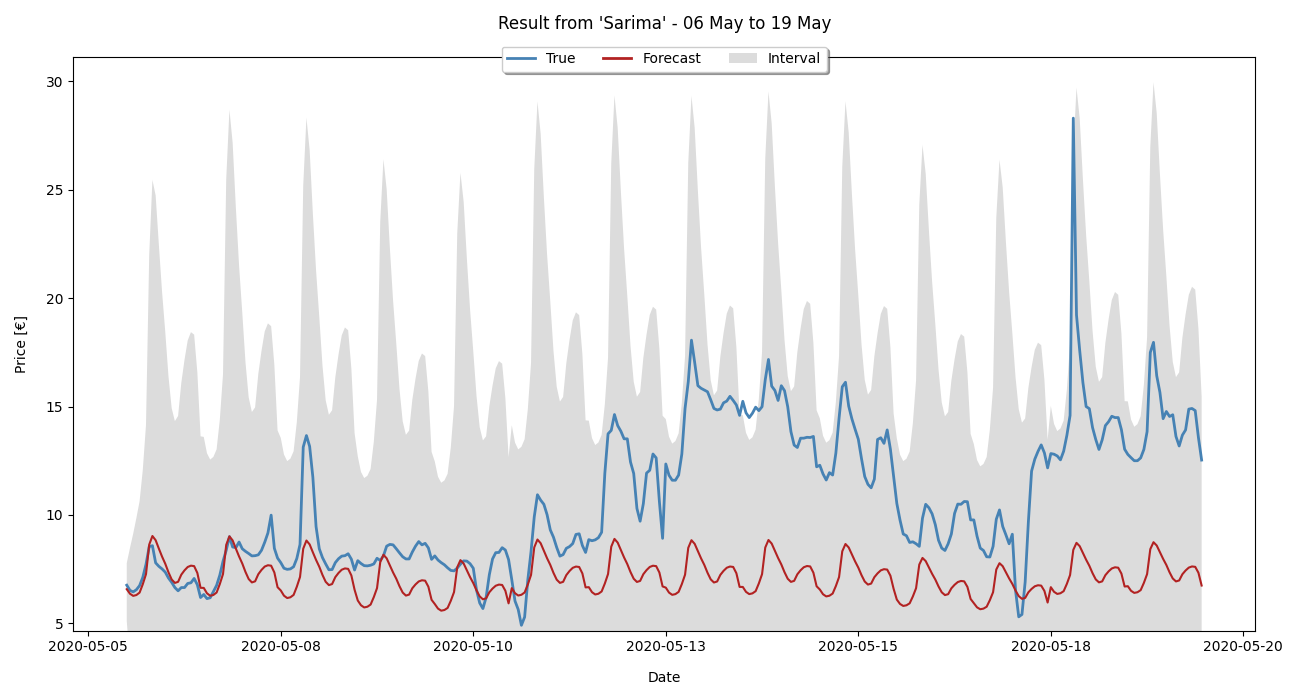 Result from 'Sarima' - 06 May to 19 May
True Forecast Interval
30
25
20
15
10
5
Price [€]
2020-05-05 2020-05-08 2020-05-10 2020-05-13 2020-05-15 2020-05-18 2020-05-20
Date